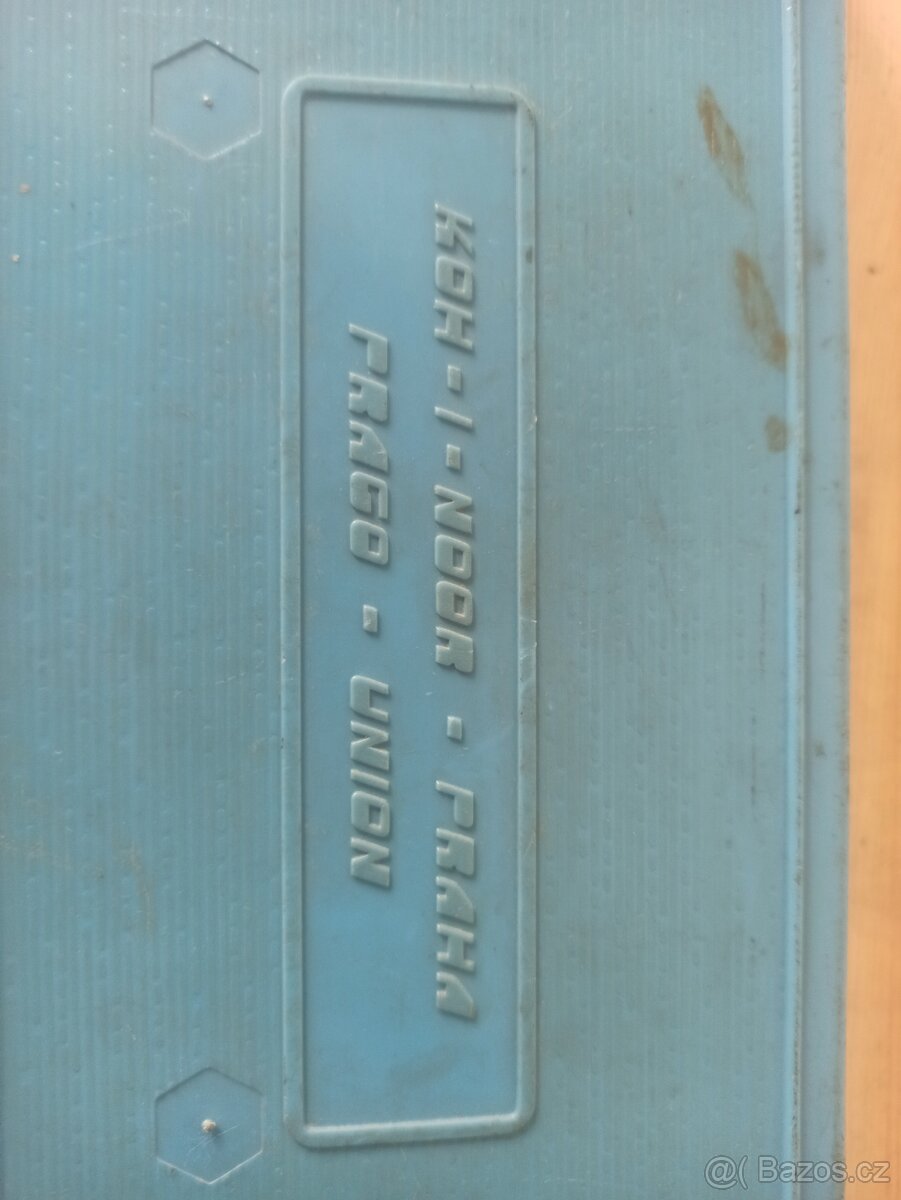 KOH-I-NOOR - PRAHA
PRAGO - UNION
@( Bazos.cz